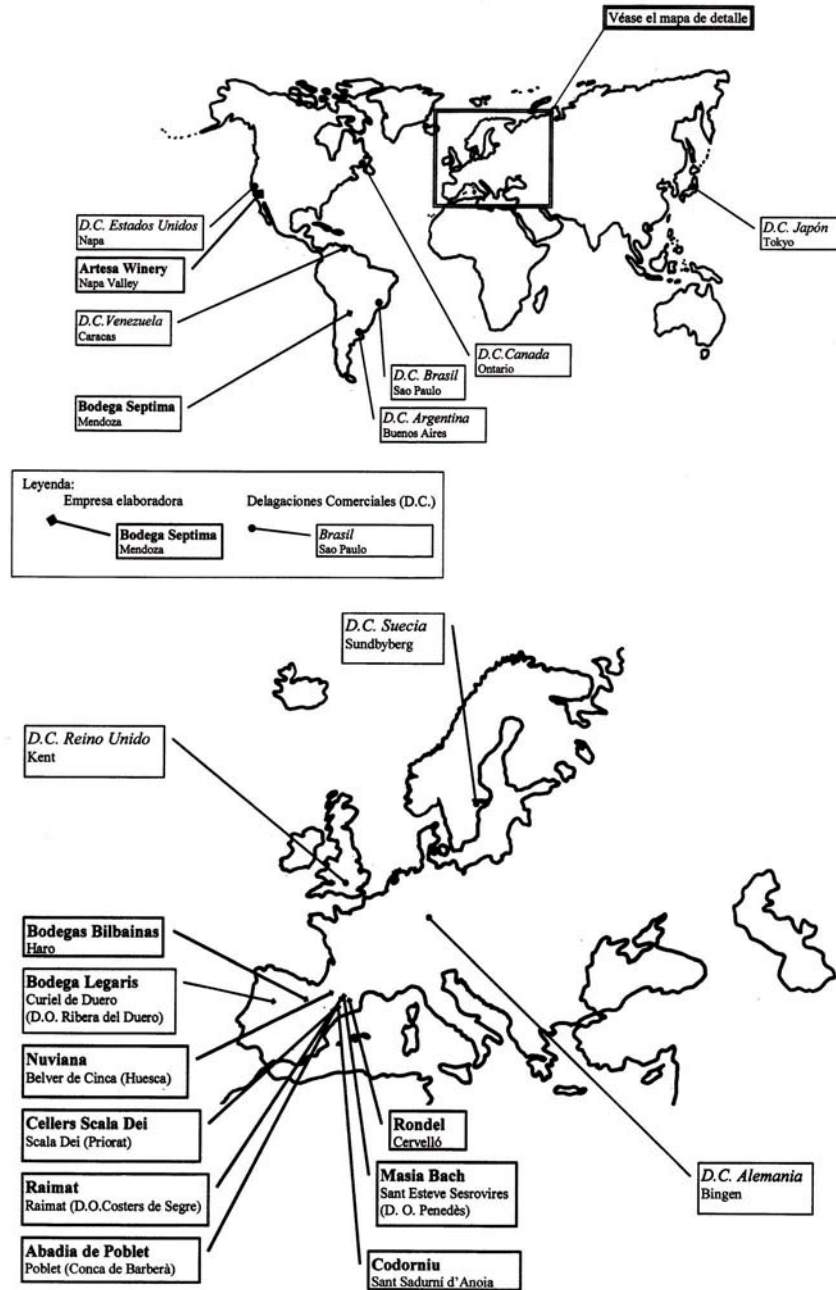 Véase el mapa de detalle
D.C. Estados Unidos
Napa
Artesa Winery
Napa Valley
D.C.Venezuela
Caracas
Bodega Septima
Mendoza
D.C. Brasil
Sao Paulo
D.C. Argentina
Buenos Aires
D.C.Canada
Ontario
D.C. Japón
Tokyo
Leyenda:
Empresa elaboradora
Delagaciones Comerciales (D.C.)
Bodega Septima
Mendoza
Brasil
Sao Paulo
D.C. Suecia
Sundbyberg
D.C. Reino Unido
Kent
Bodegas Bilbainas
Haro
Bodega Legaris
Curiel de Duero
(D.O. Ribera del Duero)
Nuviana
Belver de Cinca (Huesca)
Cellers Scala Dei
Scala Dei (Priorat)
Raimat
Raimat (D.O.Costers de Segre)
Abadia de Poblet
Poblet (Conca de Barberà)
Rondel
Cervelló
Masia Bach
Sant Esteve Sesrovires
(D. O. Penedès)
Codorniu
Sant Sadurní d'Anoia
D.C. Alemania
Bingen